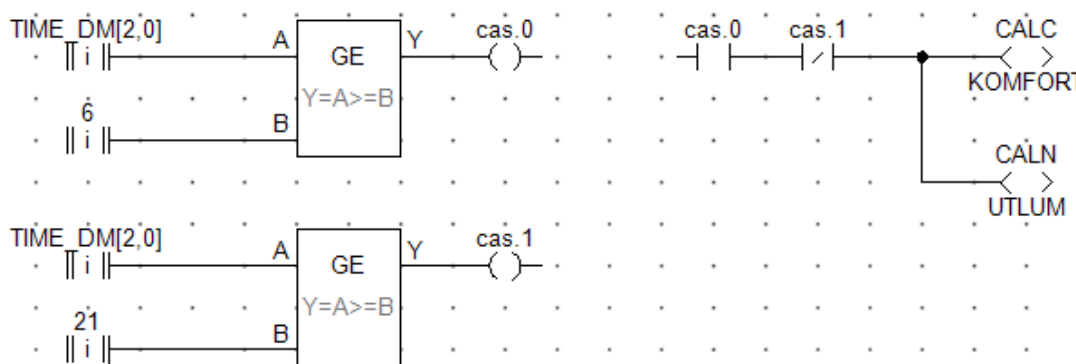 TIME_DM[2,0]
i
A
GE
Y
cas.0
Y=A>=B
6
i
B
cas.0
cas.1
CALC
KOMFORT
CALN
UTLUM
TIME_DM[2,0]
i
A
GE
Y
cas.1
Y=A>=B
21
i
B